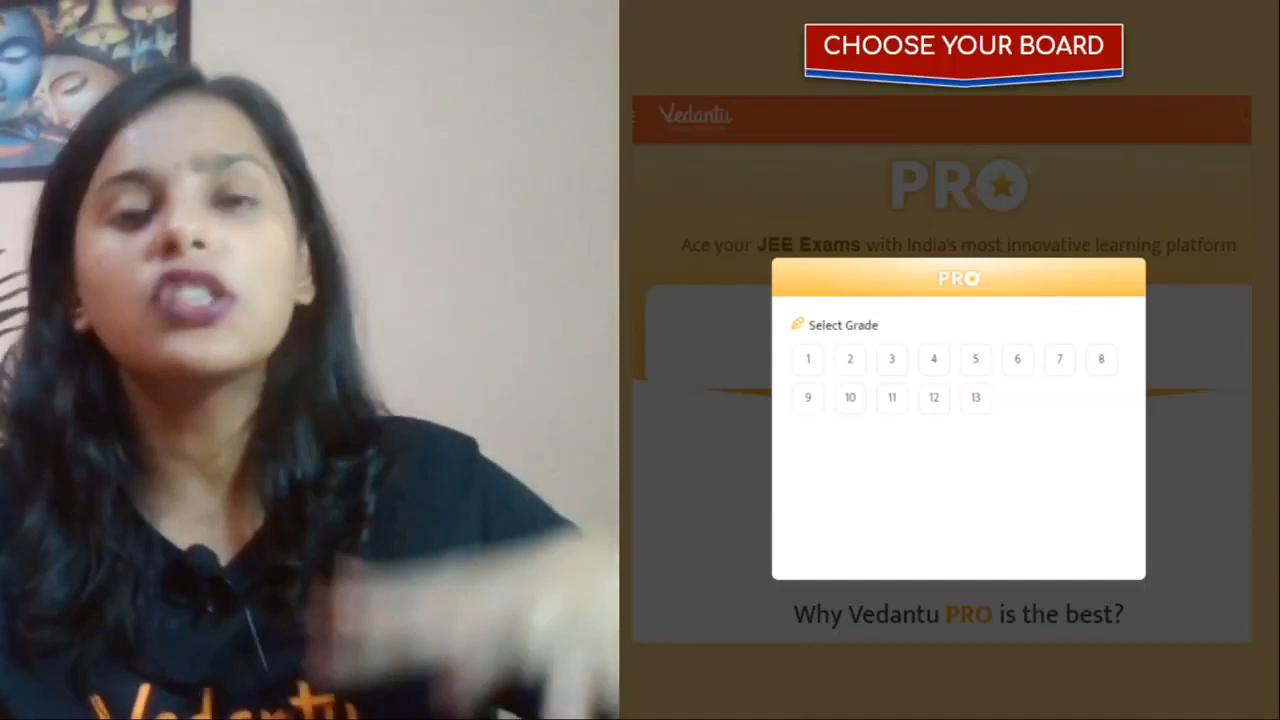 CHOOSE YOUR BOARD
Vedantu
PRO
Ace your JEE Exams with India's most innovative learning platform
PRO
Select Grade
1 2 3 4 5 6 7 8
9 10 11 12 13
Why Vedantu PRO is the best?
Vedantu